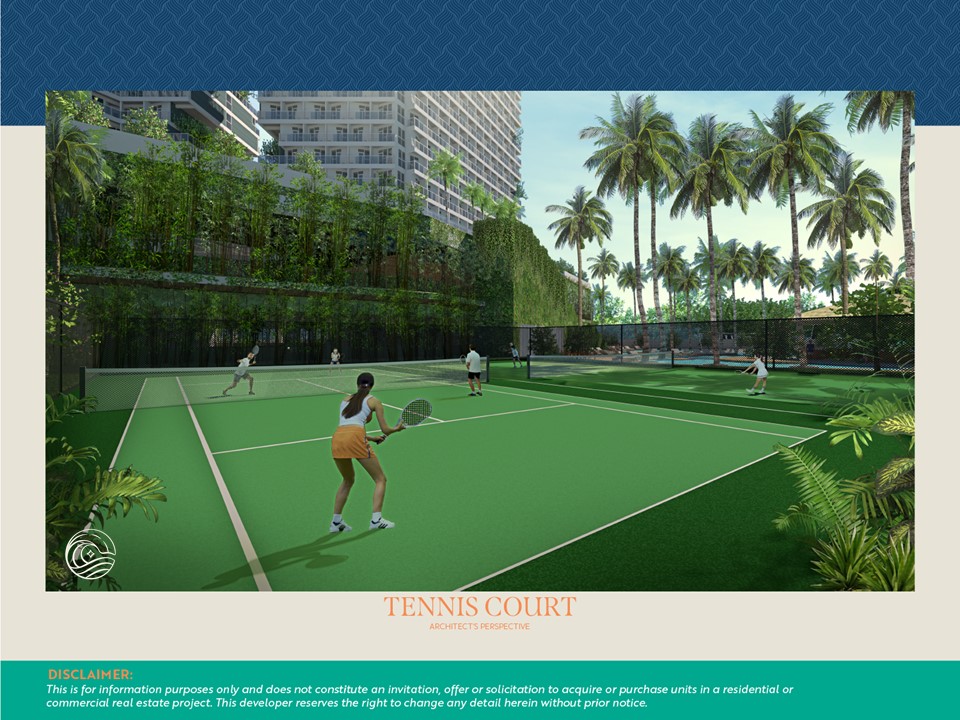 TENNIS COURT
ARCHITECT'S PERSPECTIVE
DISCLAIMER:
This is for information purposes only and does not constitute an invitation, offer or solicitation to acquire or purchase units in a residential or
commercial real estate project. This developer reserves the right to change any detail herein without prior notice.